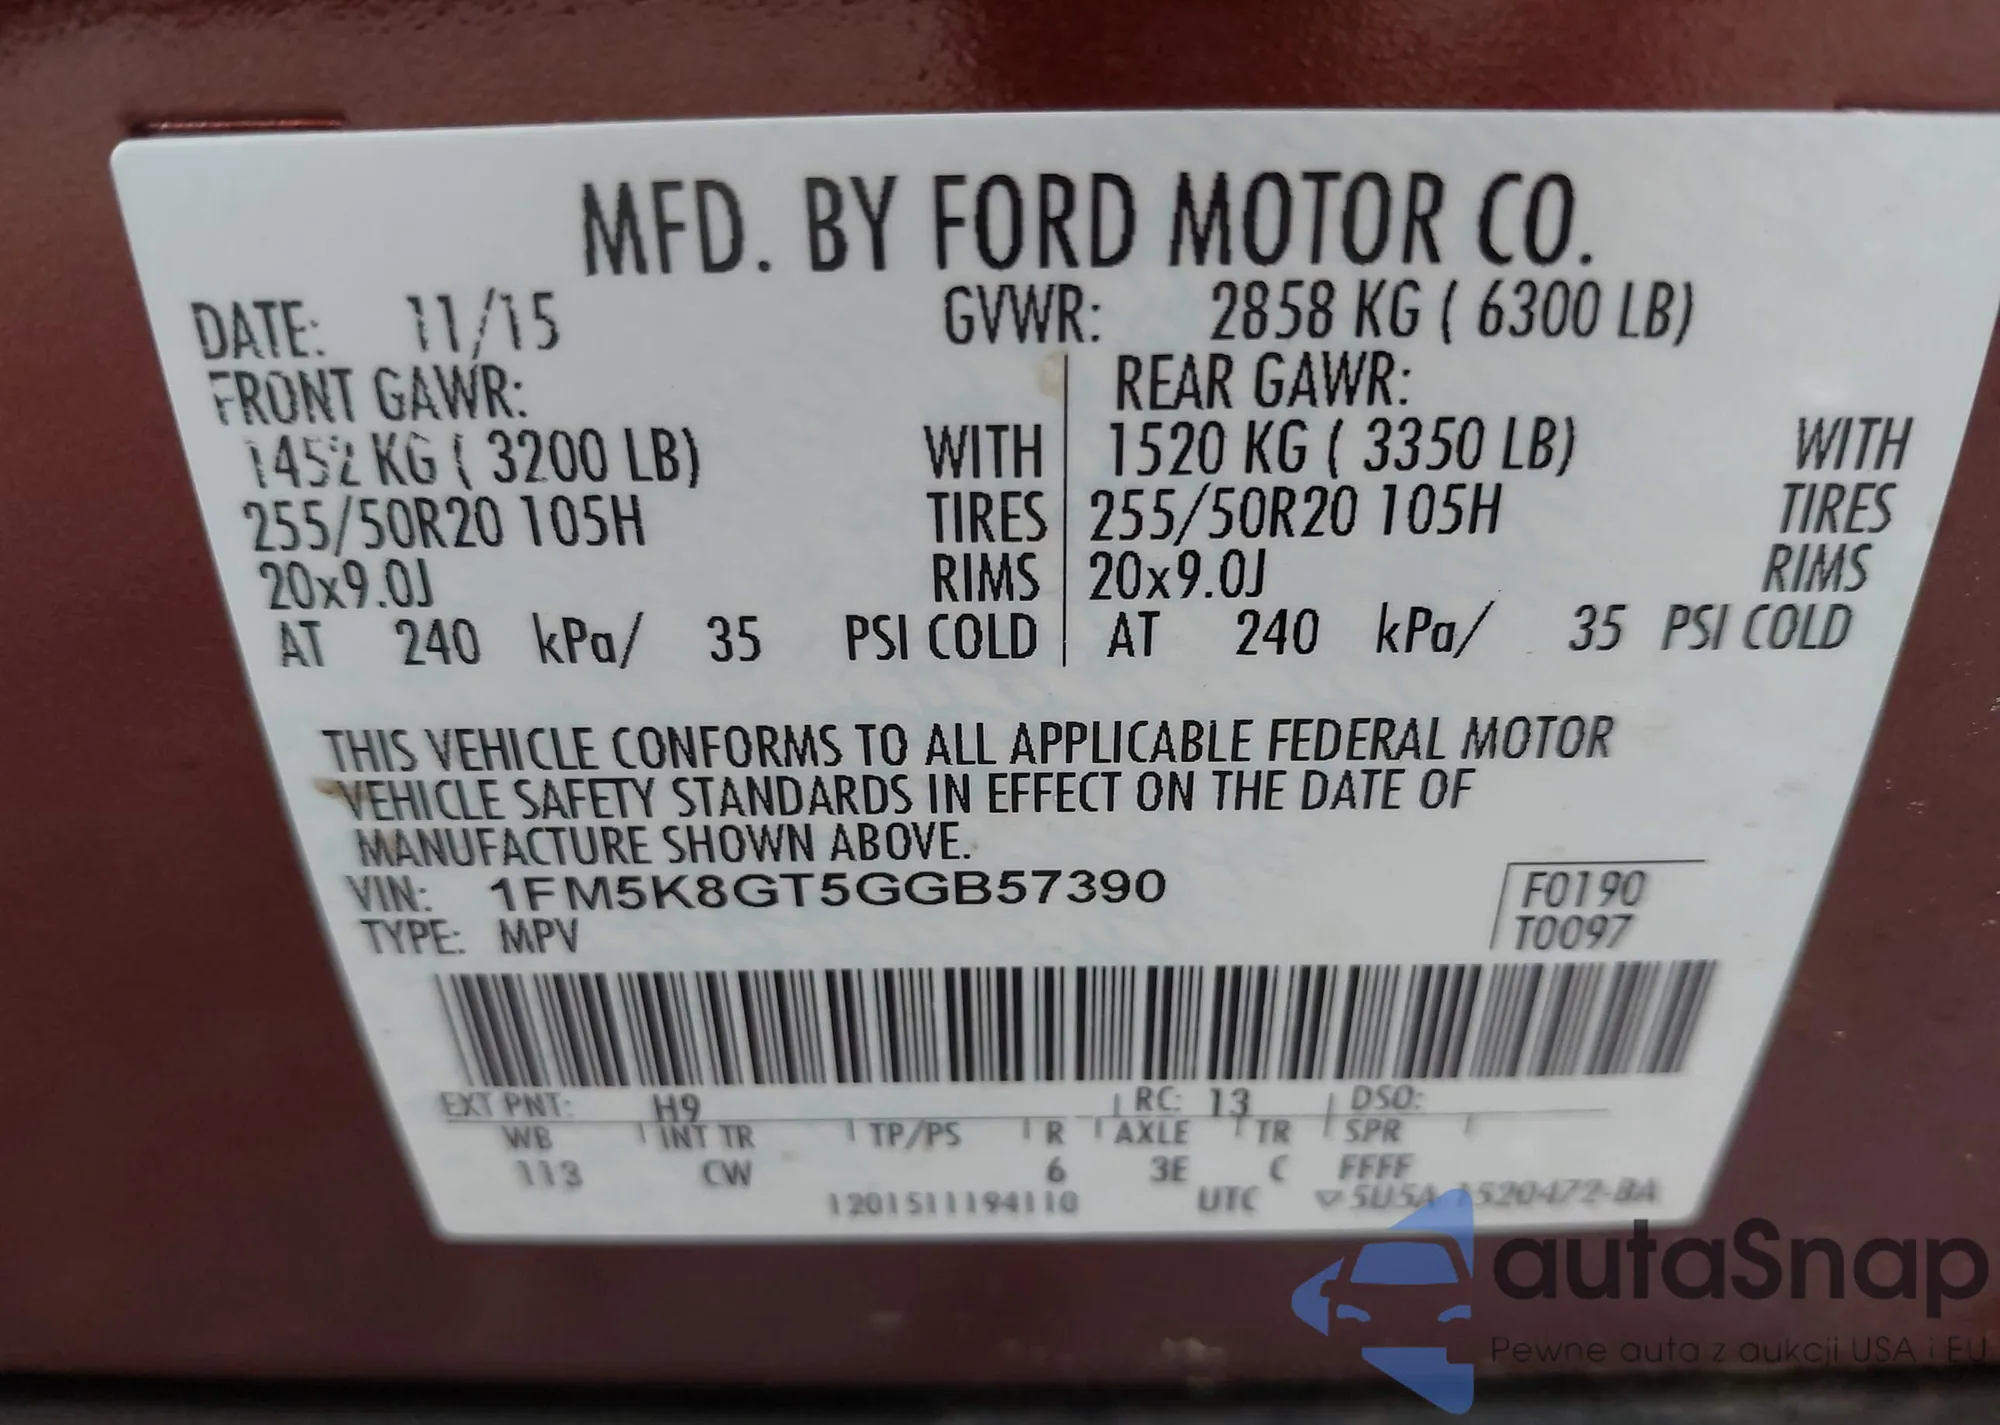 MFD. BY FORD MOTOR CO.
DATE: 11/15 GVWR: 2858 KG ( 6300 LB)
FRONT GAWR: REAR GAWR:
1452 KG ( 3200 LB) WITH 1520 KG ( 3350 LB) WITH
255/50R20 105H TIRES 255/50R20 105H TIRES
20x9.0J RIMS 20x9.0J RIMS
AT 240 kPa/ 35 PSI COLD AT 240 kPa/ 35 PSI COLD
THIS VEHICLE CONFORMS TO ALL APPLICABLE FEDERAL MOTOR
VEHICLE SAFETY STANDARDS IN EFFECT ON THE DATE OF
MANUFACTURE SHOWN ABOVE.
VIN: 1FM5K8GT5GGB57390 F0190
TYPE: MPV T0097
EXT PNT: H9 RC: 13 DSO:
WB INT TR TP/PS R AXLE TR SPR
113 CW 6 3E C FFFF
1201511194110 UTC ▽5U5A-1520472-BA
autaSnap
Pewne auta z aukcji USA i EU